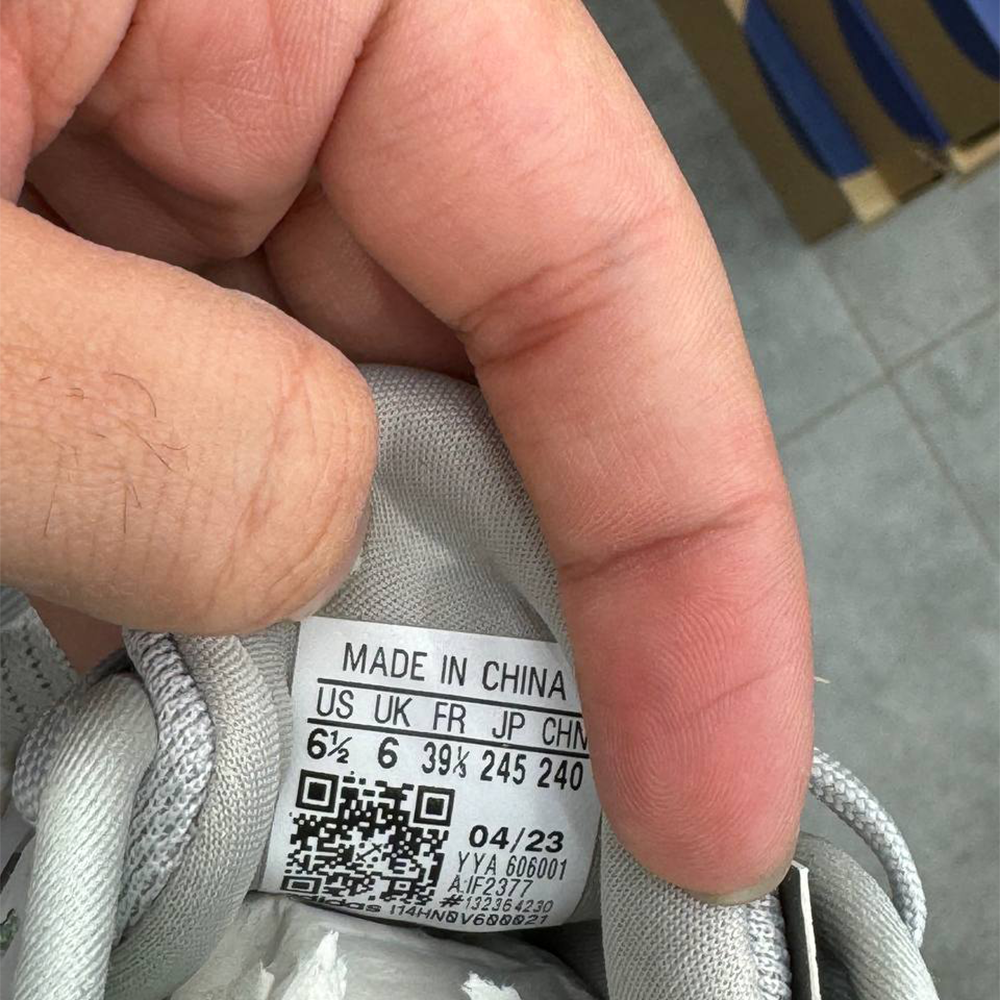 MADE IN CHINA
US UK FR JP CHN
6½ 6 39⅓ 245 240
04/23
YYA 606001
A:IF2377
#132364230
adidas I14HN0V600021